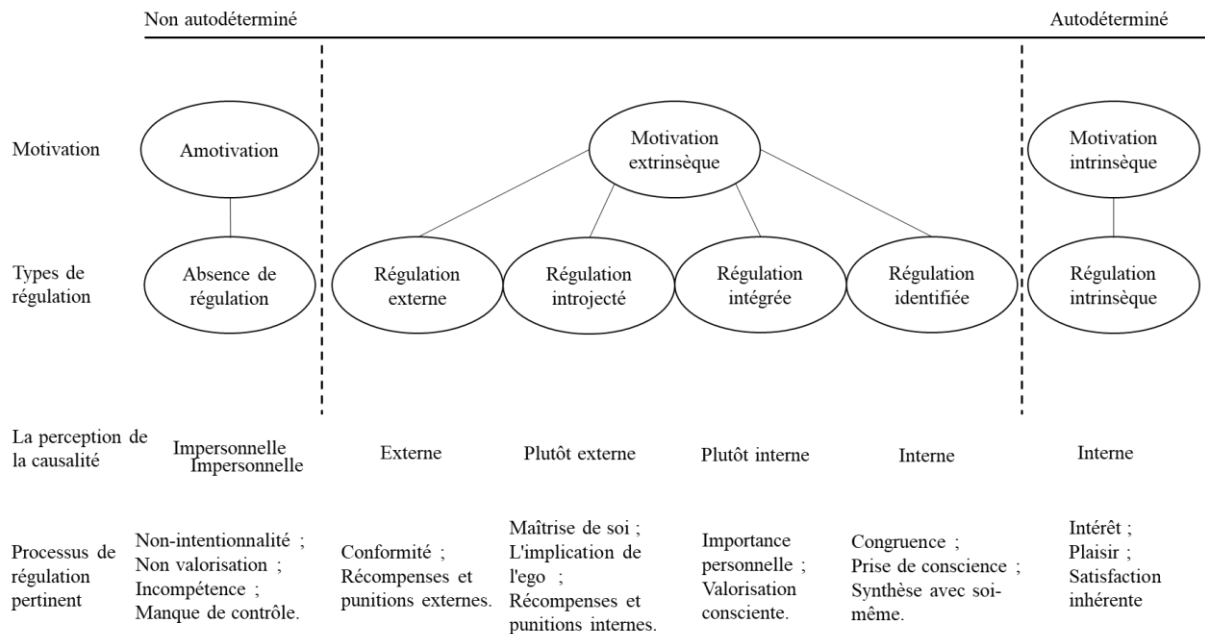 Non autodéterminé
Autodéterminé
Motivation
Amotivation
Motivation
extrinsèque
Motivation
intrinsèque
Types de
régulation
Absence de
régulation
Régulation
externe
Régulation
introjecté
Régulation
intégrée
Régulation
identifiée
Régulation
intrinsèque
La perception de
la causalité
Impersonnelle
Impersonnelle
Externe
Plutôt externe
Plutôt interne
Interne
Interne
Processus de
régulation
pertinent
Non-intentionnalité ;
Non valorisation ;
Incompétence ;
Manque de contrôle.
Conformité ;
Récompenses et
punitions externes.
Maîtrise de soi ;
L'implication de
l'ego ;
Récompenses et
punitions internes.
Importance
personnelle ;
Valorisation
consciente.
Congruence ;
Prise de conscience ;
Synthèse avec soi-
même.
Intérêt ;
Plaisir ;
Satisfaction
inhérente